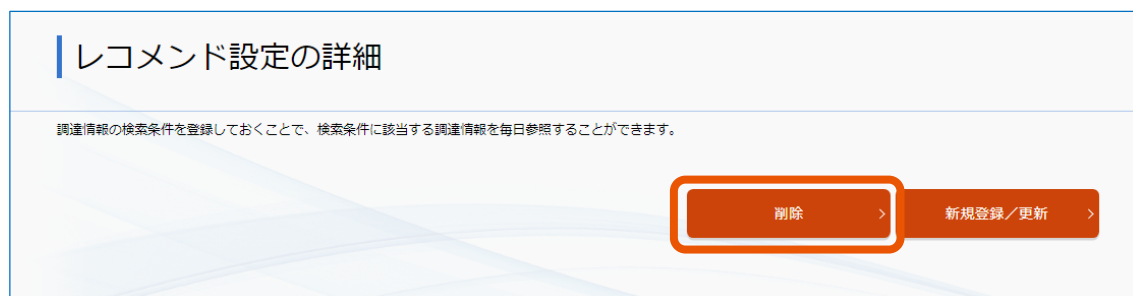 レコメンド設定の詳細
調達情報の検索条件を登録しておくことで、検索条件に該当する調達情報を毎日参照することができます。
削除
新規登録／更新